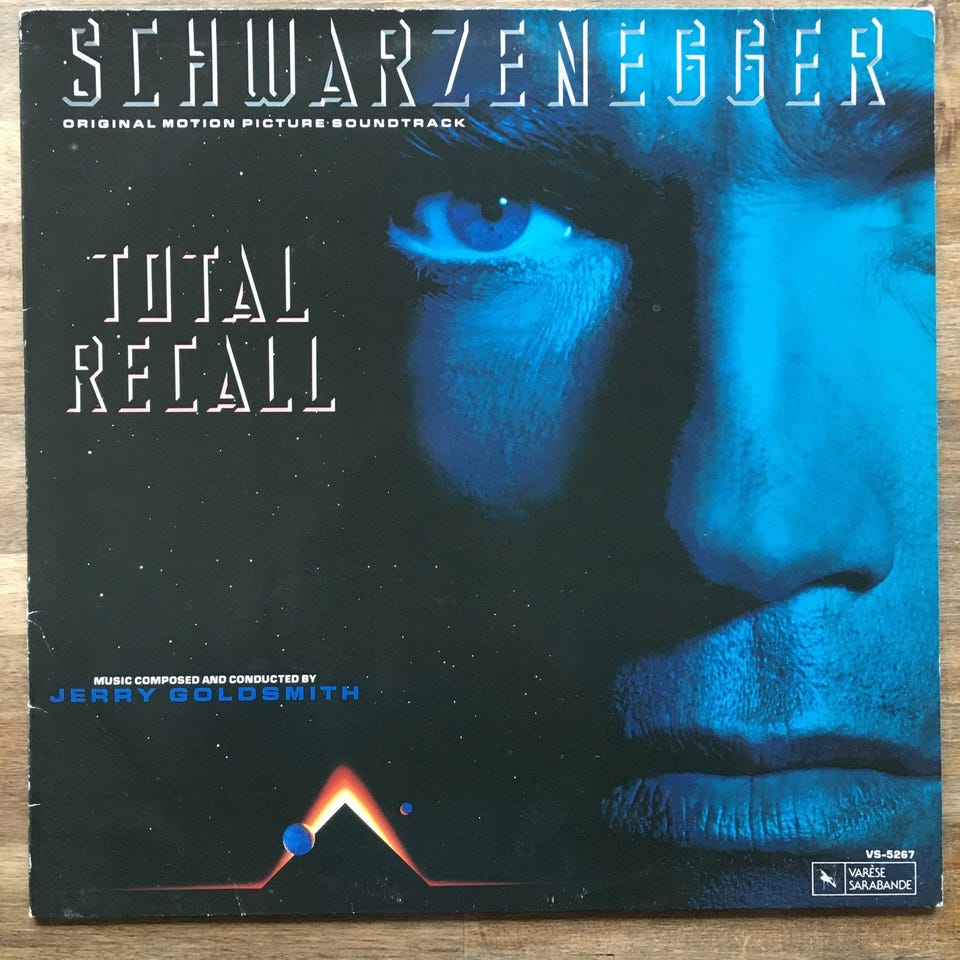 SCHWARZENEGGER
ORIGINAL MOTION PICTURE SOUNDTRACK
TOTAL
RECALL
MUSIC COMPOSED AND CONDUCTED BY
JERRY GOLDSMITH
VS-5267
VARÈSE
SARABANDE